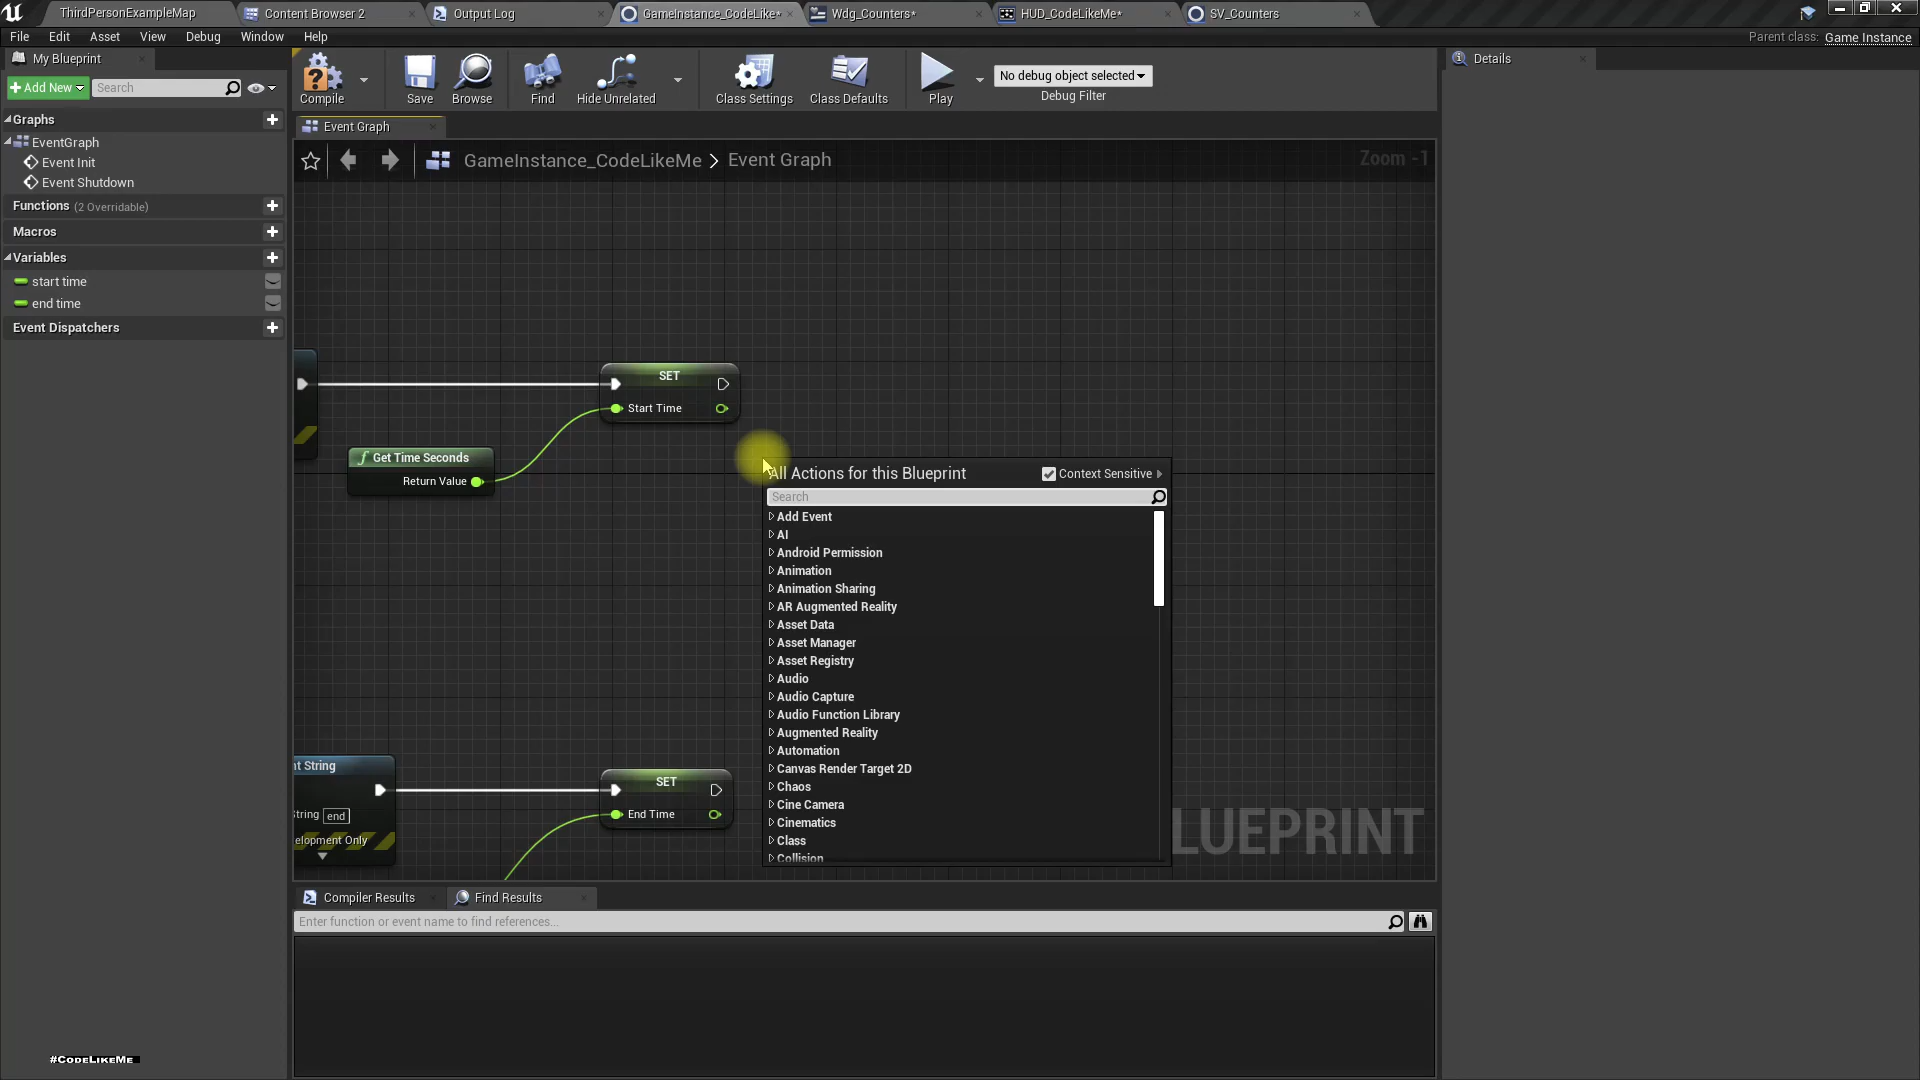 ThirdPersonExampleMap
Content Browser 2
Output Log
GameInstance_CodeLike*
Wdg_Counters*
HUD_CodeLikeMe*
SV_Counters
File Edit Asset View Debug Window Help
Parent class: Game Instance
My Blueprint
Add New
Search
Compile
Save
Browse
Find
Hide Unrelated
Class Settings
Class Defaults
Play
No debug object selected
Debug Filter
Details
Graphs
EventGraph
Event Init
Event Shutdown
Functions (2 Overridable)
Macros
Variables
start time
end time
Event Dispatchers
Event Graph
GameInstance_CodeLikeMe > Event Graph
Zoom -1
SET
Start Time
Get Time Seconds
Return Value
All Actions for this Blueprint
Context Sensitive
Search
Add Event
AI
Android Permission
Animation
Animation Sharing
AR Augmented Reality
Asset Data
Asset Manager
Asset Registry
Audio
Audio Capture
Audio Function Library
Augmented Reality
Automation
Canvas Render Target 2D
Chaos
Cine Camera
Cinematics
Class
Collision
nt String
String end
elopment Only
SET
End Time
LUEPRINT
Compiler Results
Find Results
Enter function or event name to find references...
#CodeLikeMe